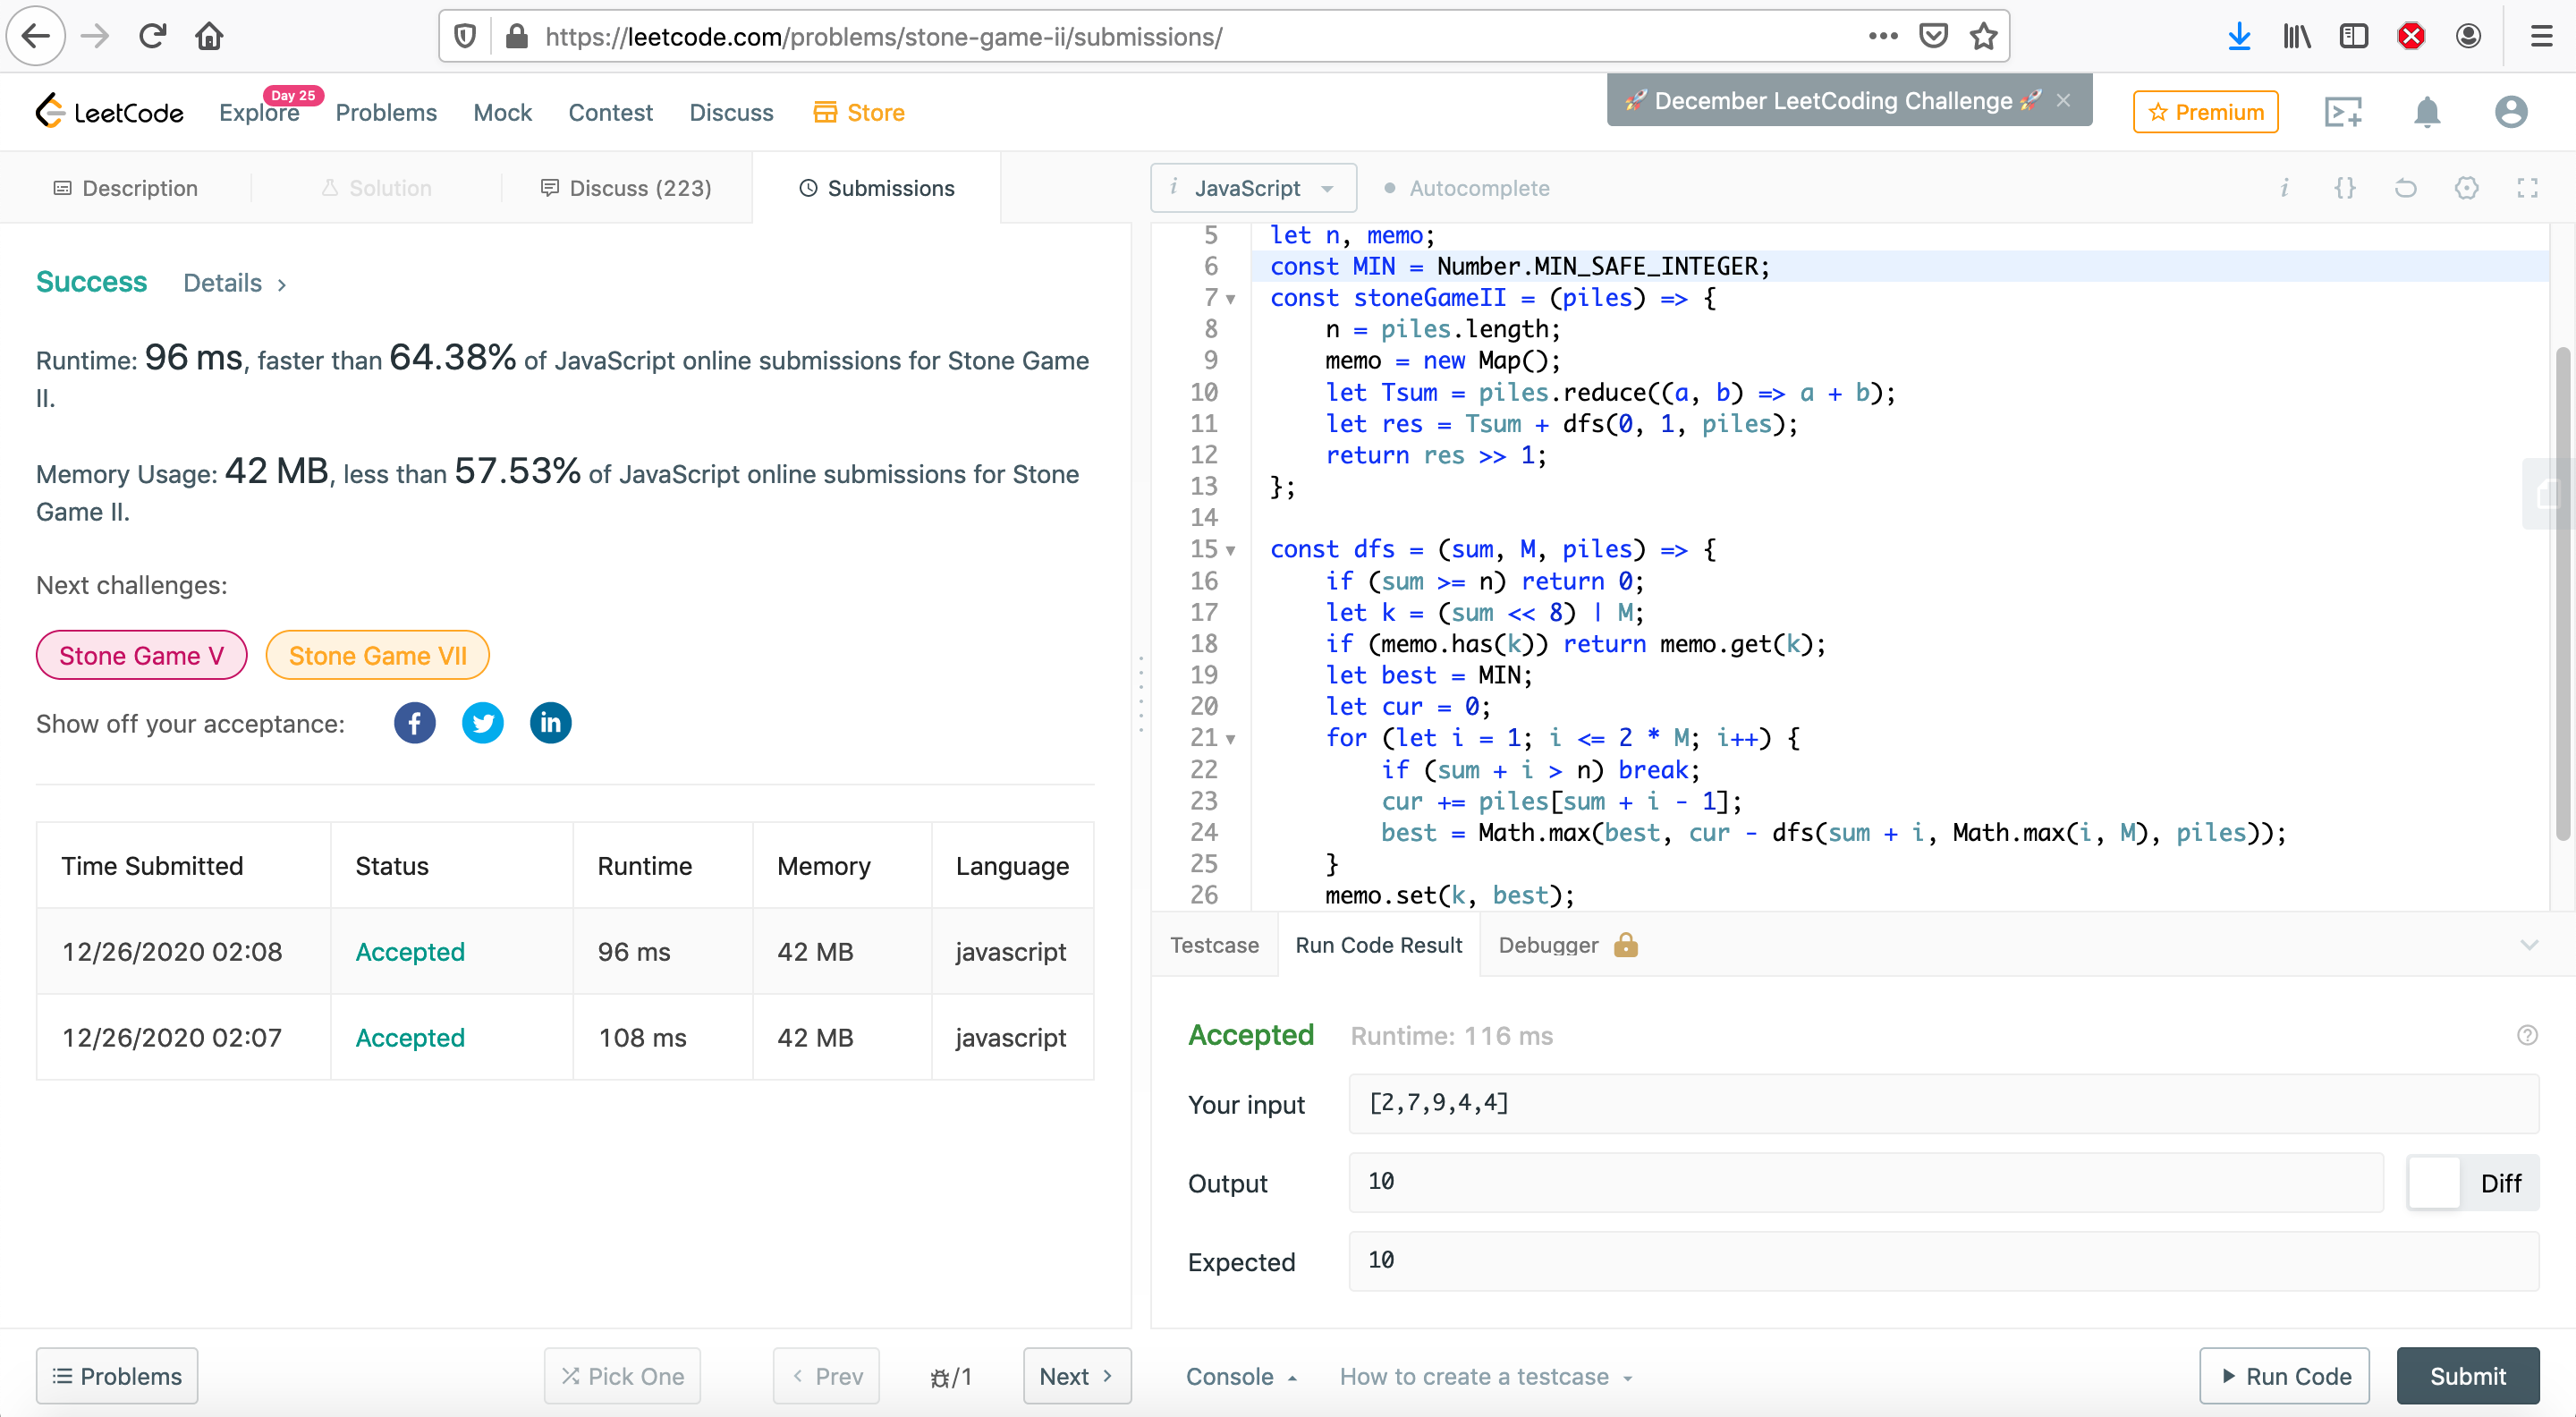 https://leetcode.com/problems/stone-game-ii/submissions/
LeetCode
Explore
Day 25
Problems
Mock
Contest
Discuss
Store
🚀 December LeetCoding Challenge 🚀 ×
Premium
Description
Solution
Discuss (223)
Submissions
Success
Details >
Runtime: 96 ms, faster than 64.38% of JavaScript online submissions for Stone Game
II.
Memory Usage: 42 MB, less than 57.53% of JavaScript online submissions for Stone
Game II.
Next challenges:
Stone Game V
Stone Game VII
Show off your acceptance:
Time Submitted Status Runtime Memory Language
12/26/2020 02:08 Accepted 96 ms 42 MB javascript
12/26/2020 02:07 Accepted 108 ms 42 MB javascript
Problems
Pick One
< Prev
/1
Next >
i JavaScript
Autocomplete
i {}
5 let n, memo;
6 const MIN = Number.MIN_SAFE_INTEGER;
7 const stoneGameII = (piles) => {
8     n = piles.length;
9     memo = new Map();
10     let Tsum = piles.reduce((a, b) => a + b);
11     let res = Tsum + dfs(0, 1, piles);
12     return res >> 1;
13 };
14
15 const dfs = (sum, M, piles) => {
16     if (sum >= n) return 0;
17     let k = (sum << 8) | M;
18     if (memo.has(k)) return memo.get(k);
19     let best = MIN;
20     let cur = 0;
21     for (let i = 1; i <= 2 * M; i++) {
22         if (sum + i > n) break;
23         cur += piles[sum + i - 1];
24         best = Math.max(best, cur - dfs(sum + i, Math.max(i, M), piles));
25     }
26     memo.set(k, best);
Testcase
Run Code Result
Debugger
Accepted
Runtime: 116 ms
Your input
[2,7,9,4,4]
Output
10
Diff
Expected
10
Console
How to create a testcase
Run Code
Submit